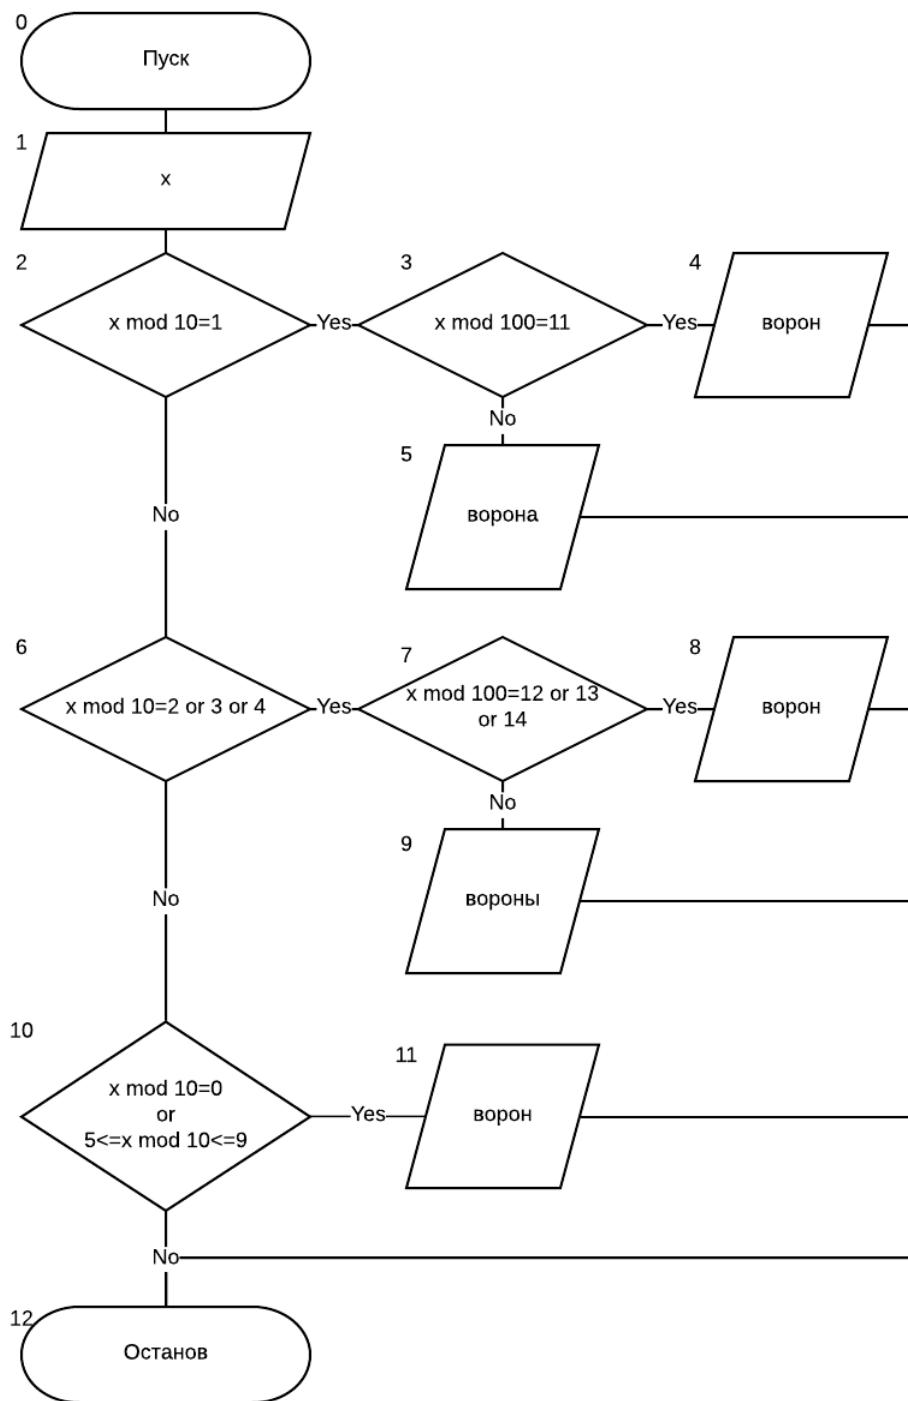 0
Пуск
1
x
2
x mod 10=1
Yes
3
x mod 100=11
Yes
4
ворон
No
5
ворона
No
6
x mod 10=2 or 3 or 4
Yes
7
x mod 100=12 or 13
or 14
Yes
8
ворон
No
9
вороны
No
10
x mod 10=0
or
5<=x mod 10<=9
Yes
11
ворон
No
12
Останов